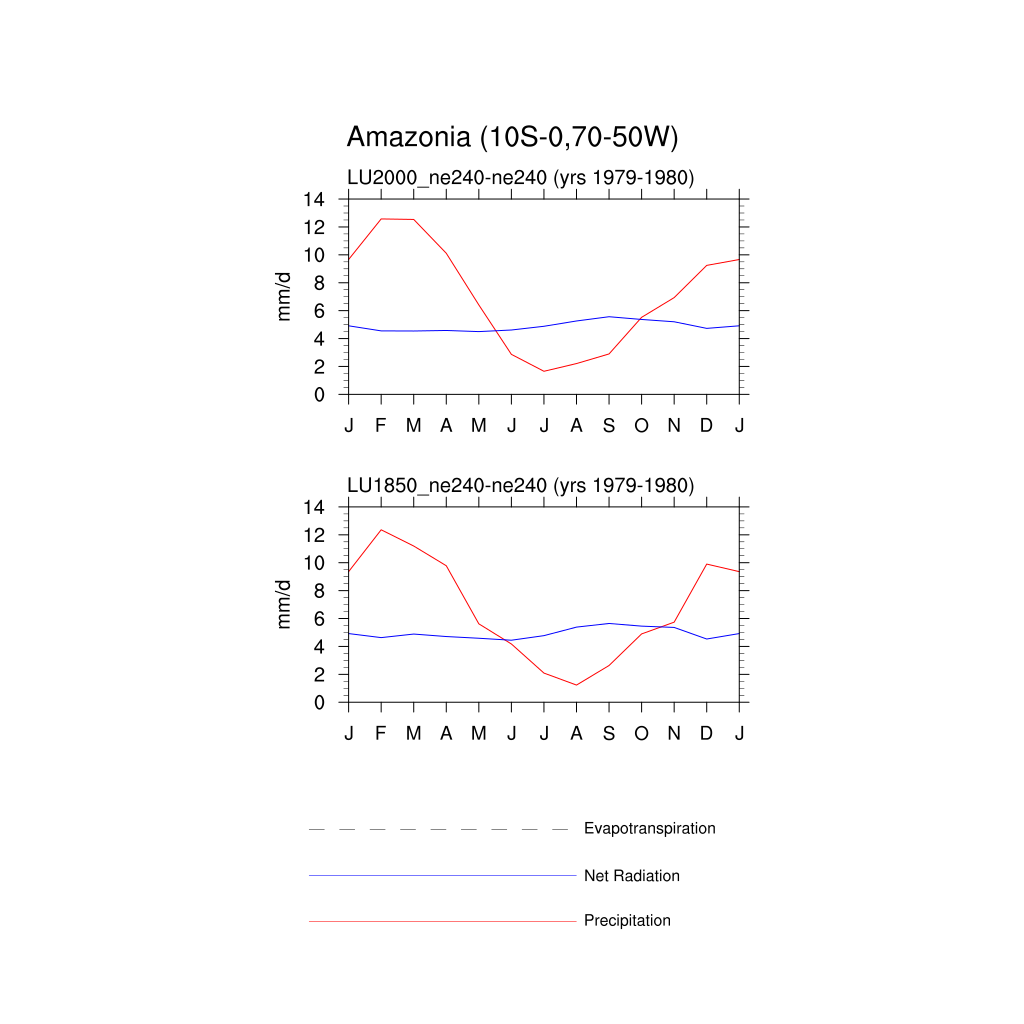 Amazonia (10S-0,70-50W)
LU2000_ne240-ne240 (yrs 1979-1980)
14
12
10
8
6
4
2
0
mm/d
J F M A M J J A S O N D J
LU1850_ne240-ne240 (yrs 1979-1980)
14
12
10
8
6
4
2
0
mm/d
J F M A M J J A S O N D J
Evapotranspiration
Net Radiation
Precipitation